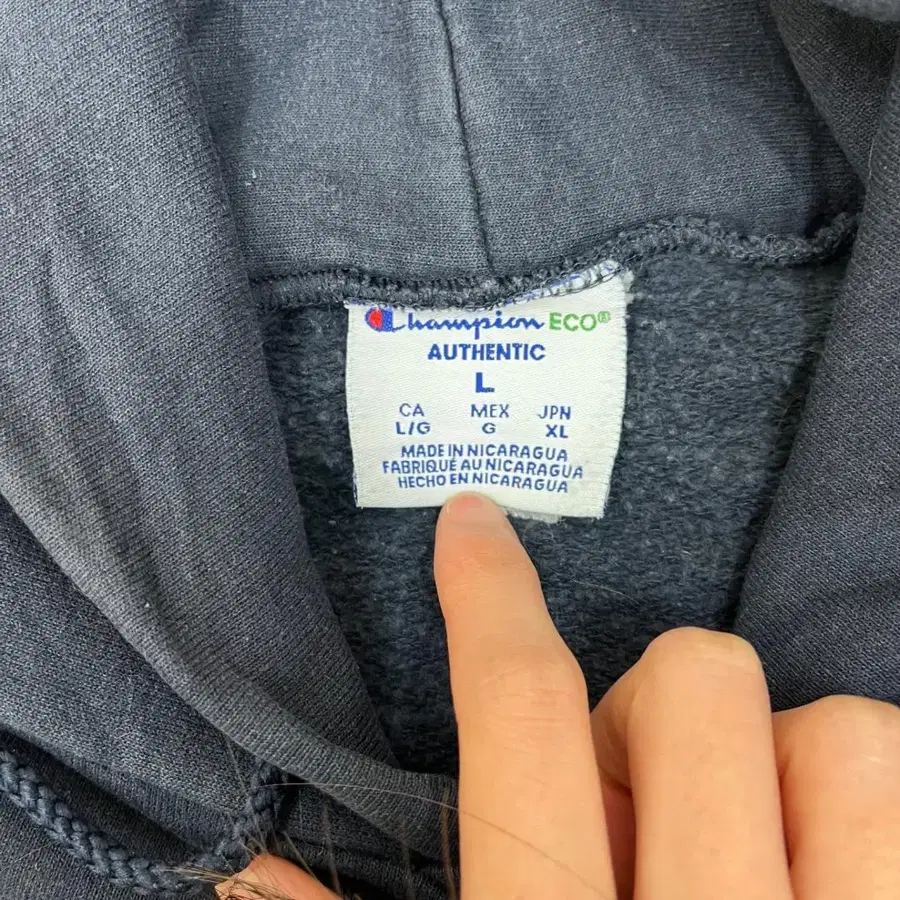 Champion ECO®
AUTHENTIC
L
CA MEX JPN
L/G G XL
MADE IN NICARAGUA
FABRIQUÉ AU NICARAGUA
HECHO EN NICARAGUA